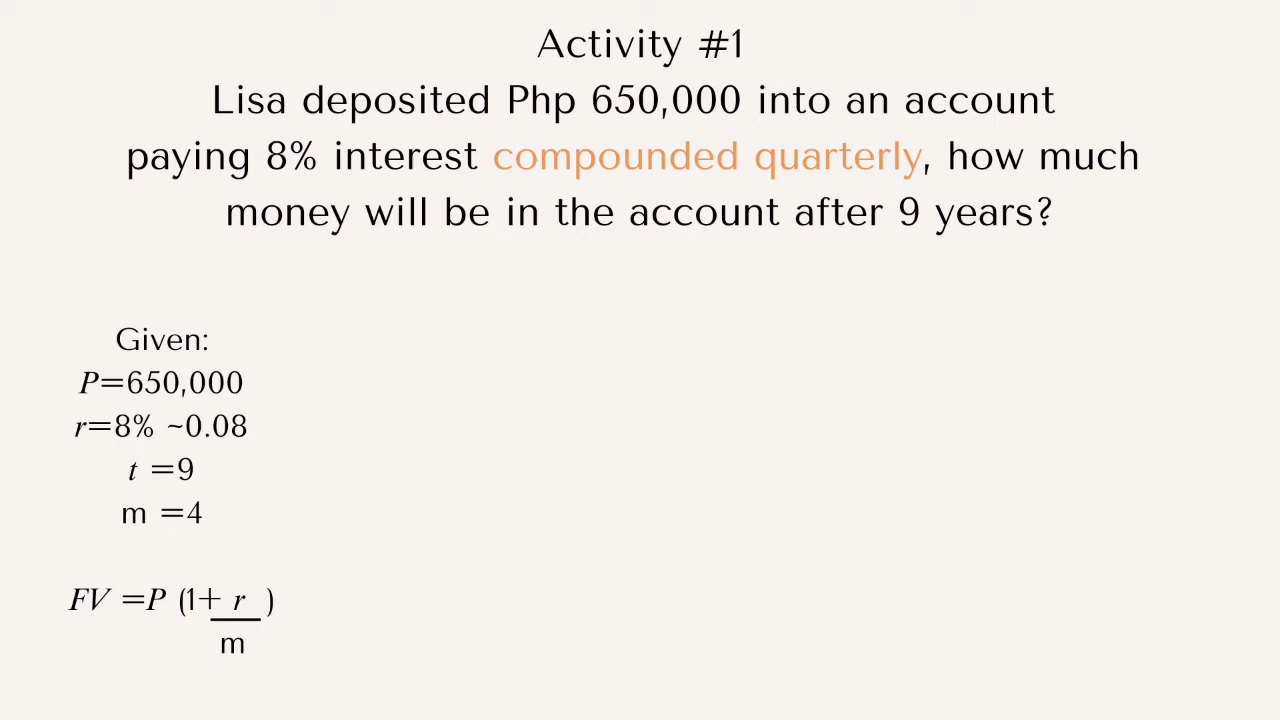 Activity #1
Lisa deposited Php 650,000 into an account
paying 8% interest compounded quarterly, how much
money will be in the account after 9 years?
Given:
P=650,000
r=8% ~0.08
t =9
m =4
FV =P (1+ r )
m